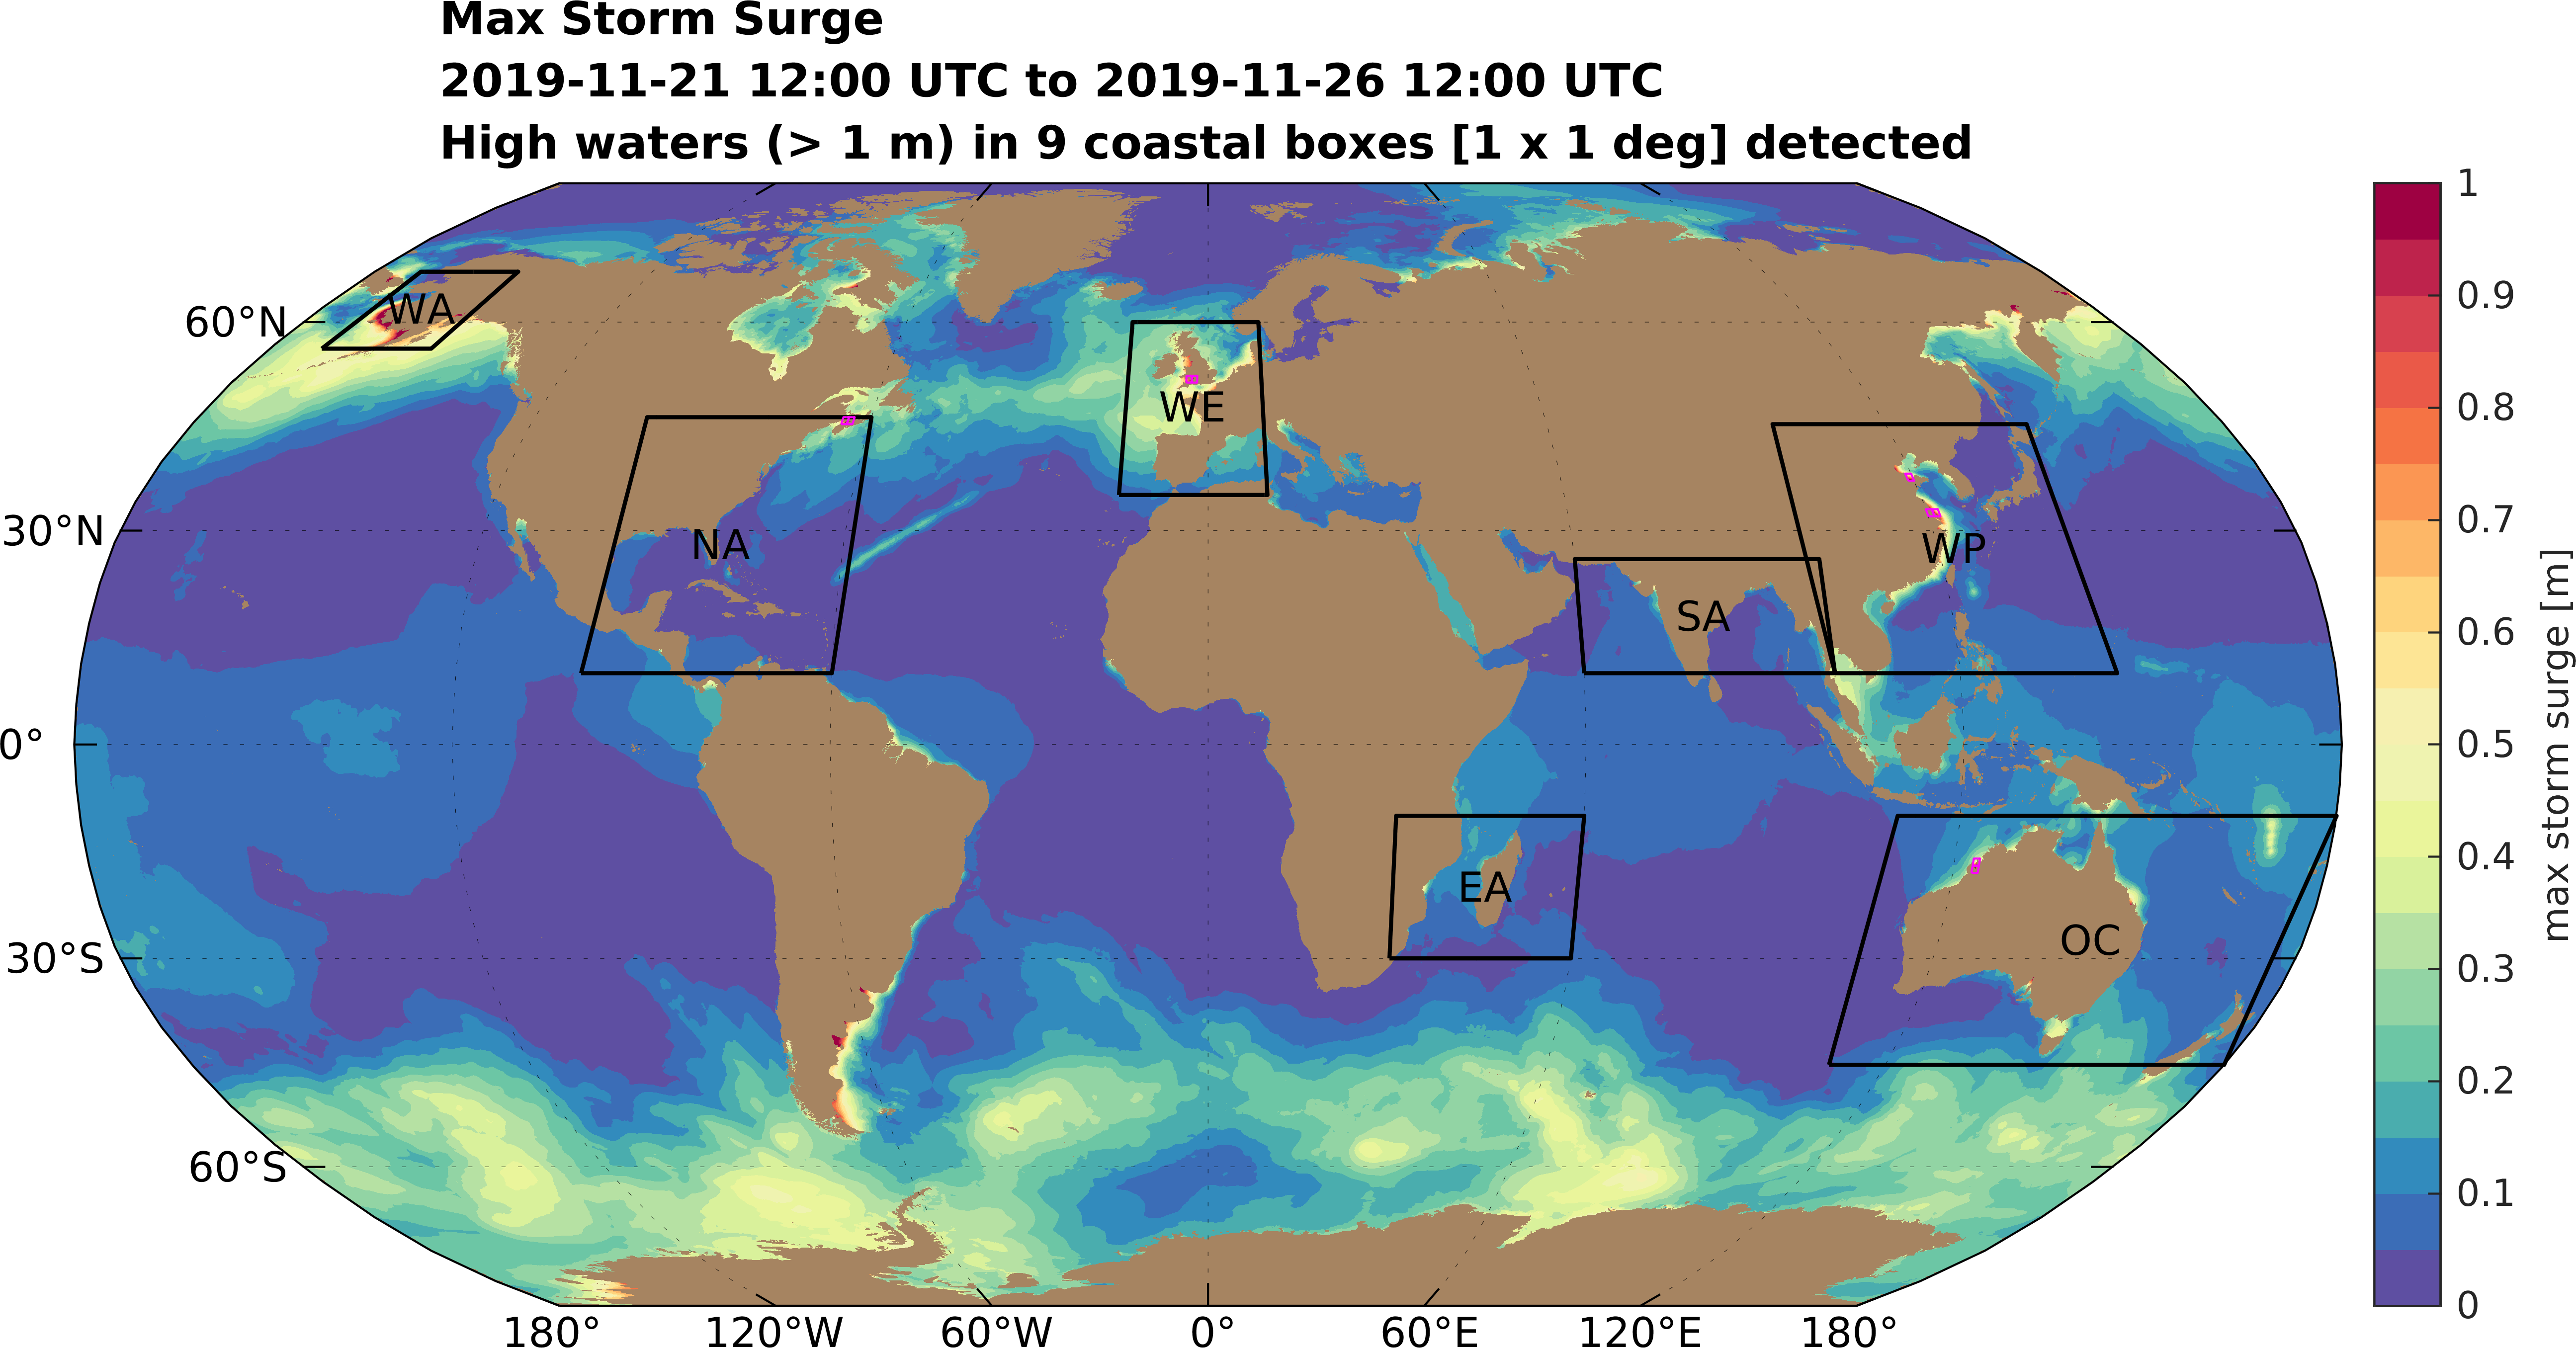 Max Storm Surge
2019-11-21 12:00 UTC to 2019-11-26 12:00 UTC
High waters (> 1 m) in 9 coastal boxes [1 x 1 deg] detected
60°N
30°N
0°
30°S
60°S
WA
NA
WE
SA
WP
EA
OC
180°
120°W
60°W
0°
60°E
120°E
180°
1
0.9
0.8
0.7
0.6
0.5
0.4
0.3
0.2
0.1
0
max storm surge [m]